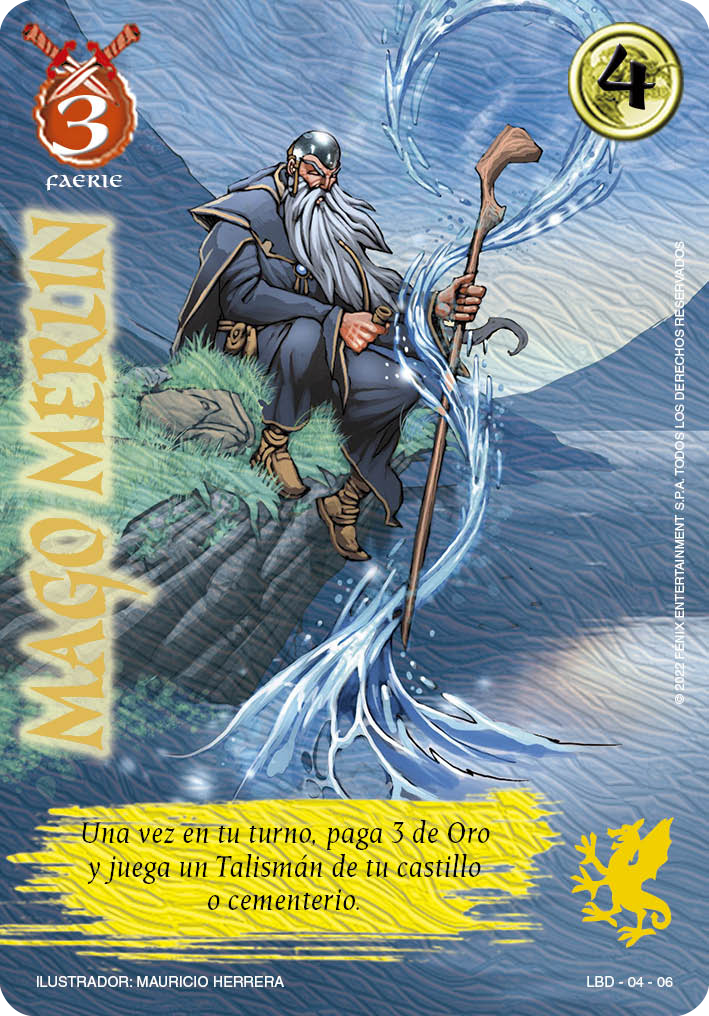 3
FAERIE
4
MAGO MERLIN
© 2022 FENIX ENTERTAINMENT S.P.A. TODOS LOS DERECHOS RESERVADOS
Una vez en tu turno, paga 3 de Oro
y juega un Talismán de tu castillo
o cementerio.
ILUSTRADOR: MAURICIO HERRERA
LBD - 04 - 06